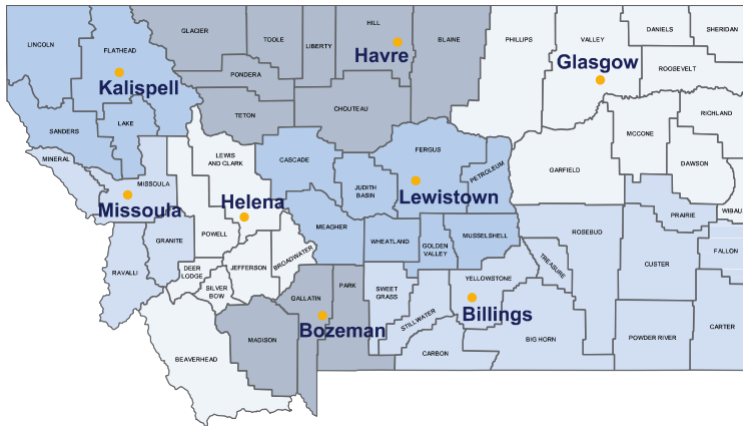 LINCOLN
FLATHEAD
GLACIER
TOOLE
LIBERTY
HILL
BLAINE
PHILLIPS
VALLEY
DANIELS
SHERIDAN
Havre
Glasgow
ROOSEVELT
Kalispell
PONDERA
TETON
CHOUTEAU
RICHLAND
SANDERS
LAKE
MCCONE
MINERAL
MISSOULA
LEWIS
AND CLARK
CASCADE
FERGUS
PETROLEUM
GARFIELD
DAWSON
JUDITH
BASIN
Missoula
Helena
Lewistown
PRAIRIE
WIBAU
POWELL
GRANITE
MEAGHER
WHEATLAND
GOLDEN
VALLEY
MUSSELSHELL
ROSEBUD
TREASURE
CUSTER
FALLON
RAVALLI
DEER
LODGE
JEFFERSON
BROADWATER
SILVER
BOW
GALLATIN
PARK
SWEET
GRASS
STILLWATER
YELLOWSTONE
Bozeman
Billings
MADISON
CARBON
BIG HORN
POWDER RIVER
CARTER
BEAVERHEAD